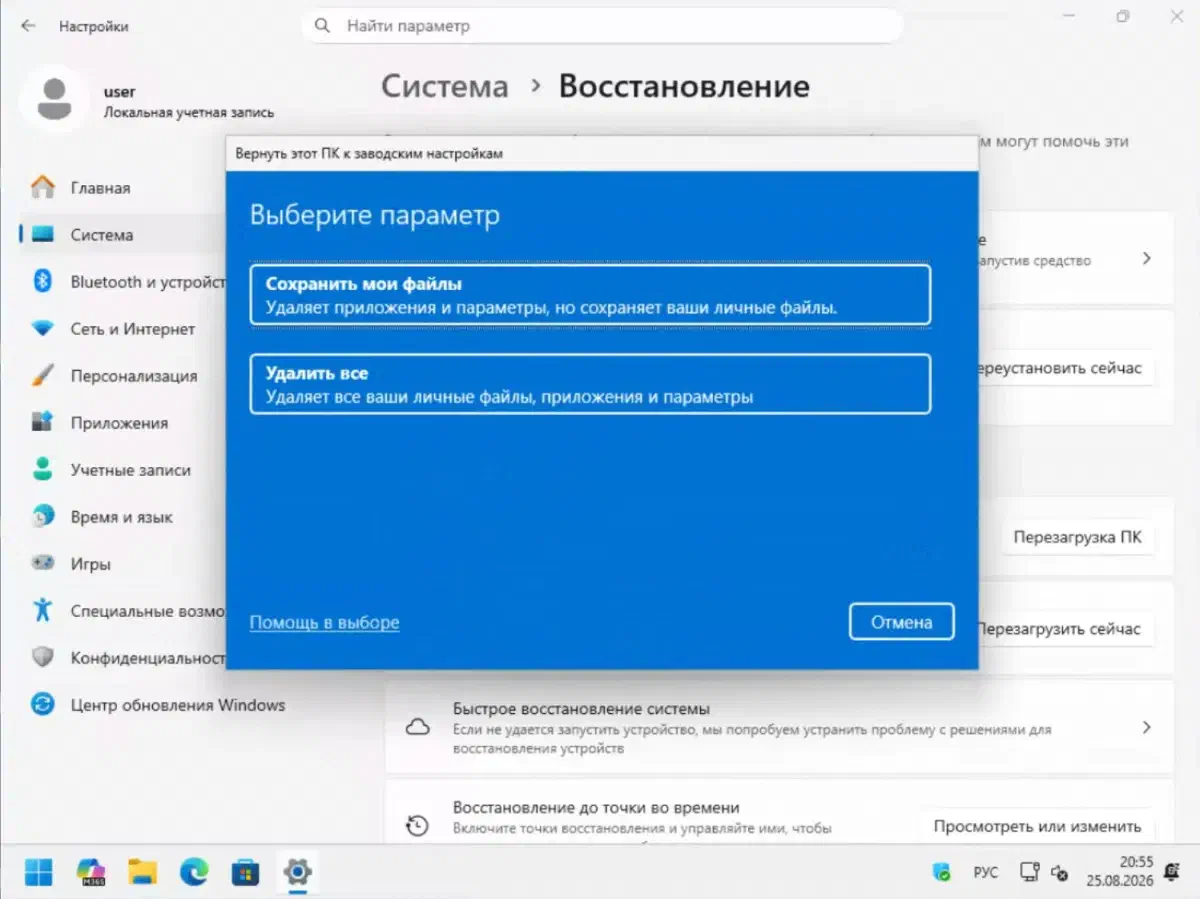 Настройки
Найти параметр
user
Локальная учетная запись
Система › Восстановление
м могут помочь эти
Вернуть этот ПК к заводским настройкам
Выберите параметр
Сохранить мои файлы
Удаляет приложения и параметры, но сохраняет ваши личные файлы.
Удалить все
Удаляет все ваши личные файлы, приложения и параметры
Помощь в выборе
Отмена
Главная
Система
Bluetooth и устройст
Сеть и Интернет
Персонализация
Приложения
Учетные записи
Время и язык
Игры
Специальные возмо
Конфиденциальност
Центр обновления Windows
е
апустив средство
ереустановить сейчас
Перезагрузка ПК
Перезагрузить сейчас
Быстрое восстановление системы
Если не удается запустить устройство, мы попробуем устранить проблему с решениями для
восстановления устройств
Восстановление до точки во времени
Включите точки восстановления и управляйте ими, чтобы
Просмотреть или изменить
M365
РУС
20:55
25.08.2026